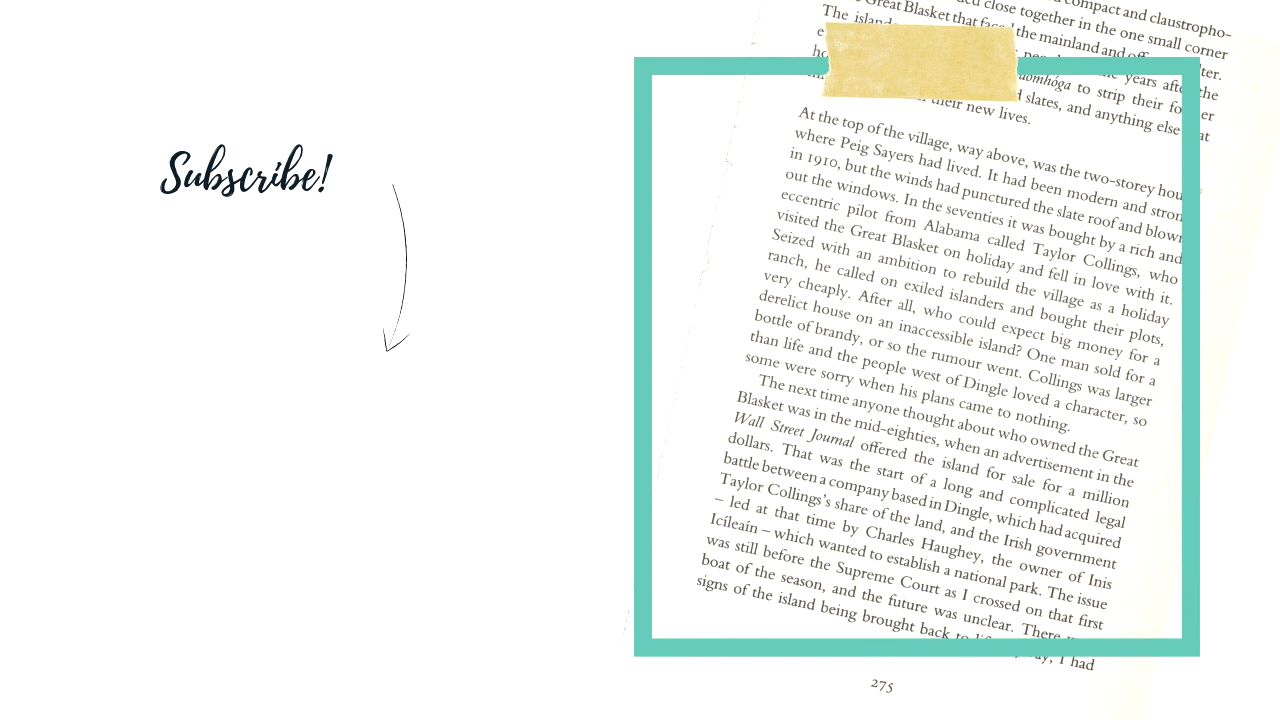 Subscribe!
compact and claustropho-
close together in the one small corner
Great Blasket that faced the mainland and
The island
years after the
to strip their former
their new lives. slates, and anything else
At the top of the village, way above, was the two-storey hou
where Peig Sayers had lived. It had been modern and stron
in 1910, but the winds had punctured the slate roof and blown
out the windows. In the seventies it was bought by a rich and
eccentric pilot from Alabama called Taylor Collings, who
visited the Great Blasket on holiday and fell in love with it.
Seized with an ambition to rebuild the village as a holiday
ranch, he called on exiled islanders and bought their plots,
very cheaply. After all, who could expect big money for a
derelict house on an inaccessible island? One man sold for a
bottle of brandy, or so the rumour went. Collings was larger
than life and the people west of Dingle loved a character, so
some were sorry when his plans came to nothing.
The next time anyone thought about who owned the Great
Blasket was in the mid-eighties, when an advertisement in the
Wall Street Journal offered the island for sale for a million
dollars. That was the start of a long and complicated legal
battle between a company based in Dingle, which had acquired
Taylor Collings's share of the land, and the Irish government
– led at that time by Charles Haughey, the owner of Inis
Icíleaín – which wanted to establish a national park. The issue
was still before the Supreme Court as I crossed on that first
boat of the season, and the future was unclear. There
signs of the island being brought back to I had
275